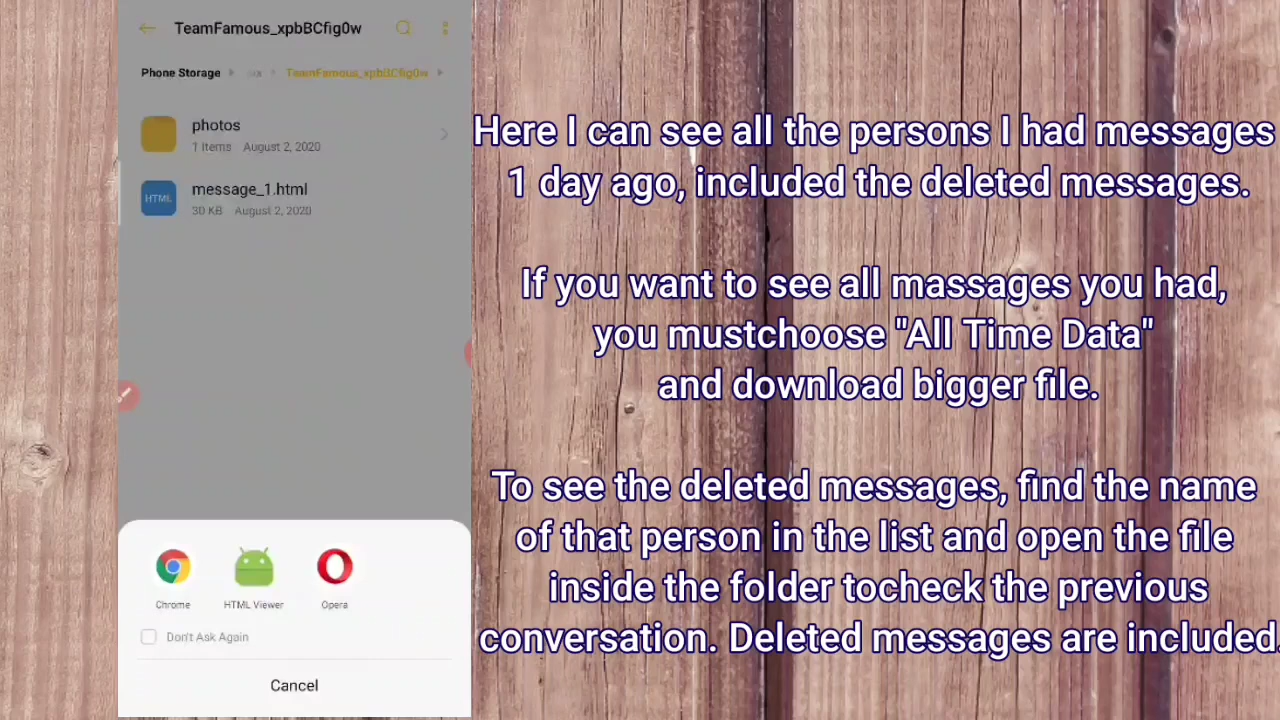 TeamFamous_xpbBCfig0w
Phone Storage
TeamFamous_xpbBCfig0w
photos
1 Items August 2, 2020
message_1.html
HTML
30 KB August 2, 2020
Chrome
HTML Viewer
Opera
Don't Ask Again
Cancel
Here I can see all the persons I had messages
1 day ago, included the deleted messages.
If you want to see all massages you had,
you mustchoose "All Time Data"
and download bigger file.
To see the deleted messages, find the name
of that person in the list and open the file
inside the folder tocheck the previous
conversation. Deleted messages are included.